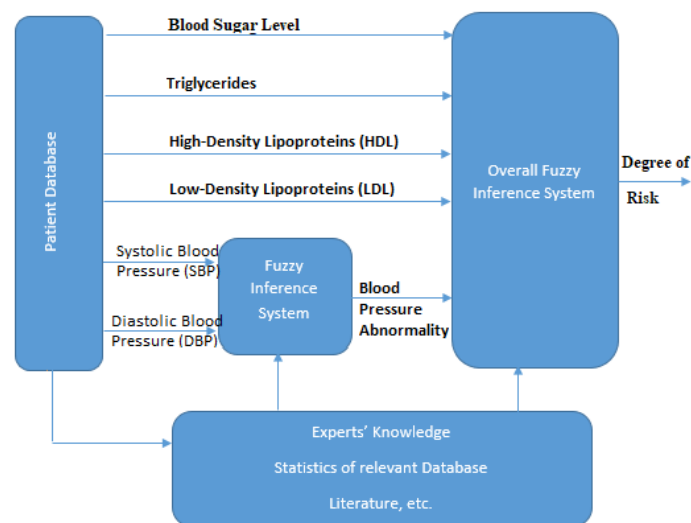 Blood Sugar Level
Triglycerides
High-Density Lipoproteins (HDL)
Low-Density Lipoproteins (LDL)
Patient Database
Systolic Blood
Pressure (SBP)
Diastolic Blood
Pressure (DBP)
Fuzzy
Inference
System
Blood
Pressure
Abnormality
Overall Fuzzy
Inference System
Degree of
Risk
Experts’ Knowledge
Statistics of relevant Database
Literature, etc.